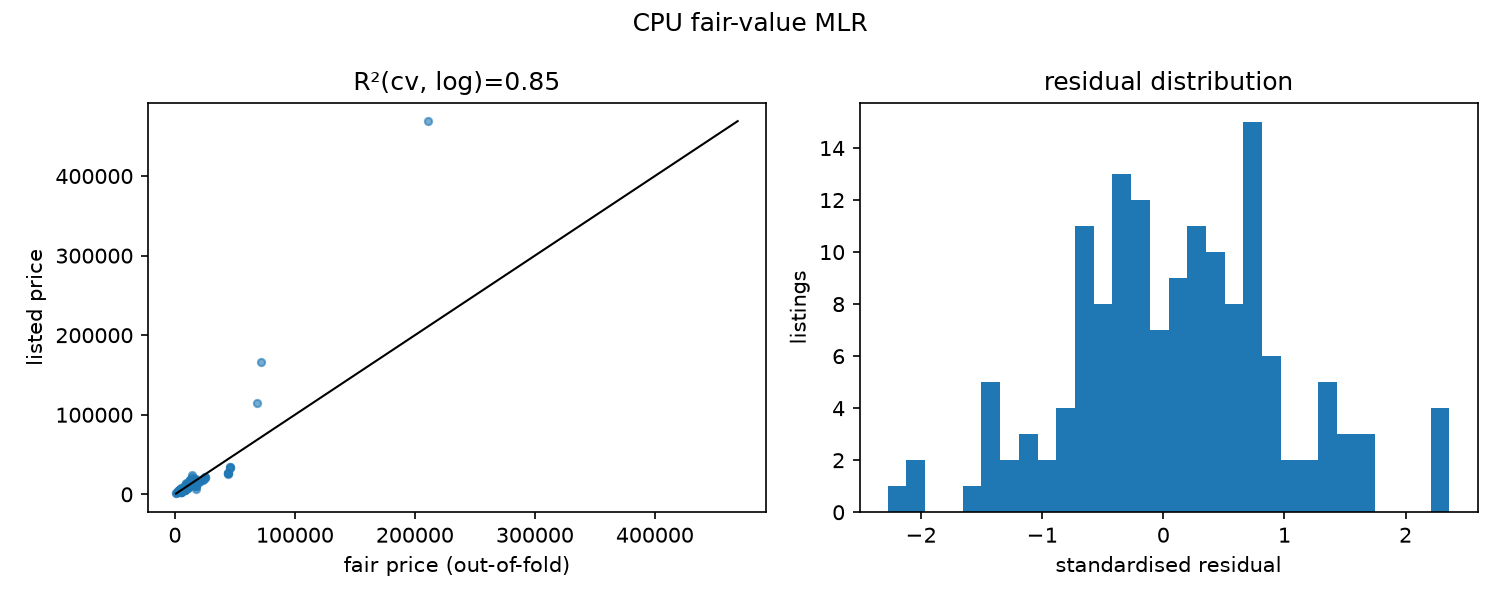 CPU fair-value MLR
R²(cv, log)=0.85
listed price
400000
300000
200000
100000
0
0 100000 200000 300000 400000
fair price (out-of-fold)
residual distribution
listings
14
12
10
8
6
4
2
0
−2 −1 0 1 2
standardised residual